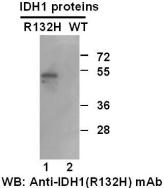 IDH1 proteins
R132H WT
72
55
36
28
1 2
WB: Anti-IDH1(R132H) mAb